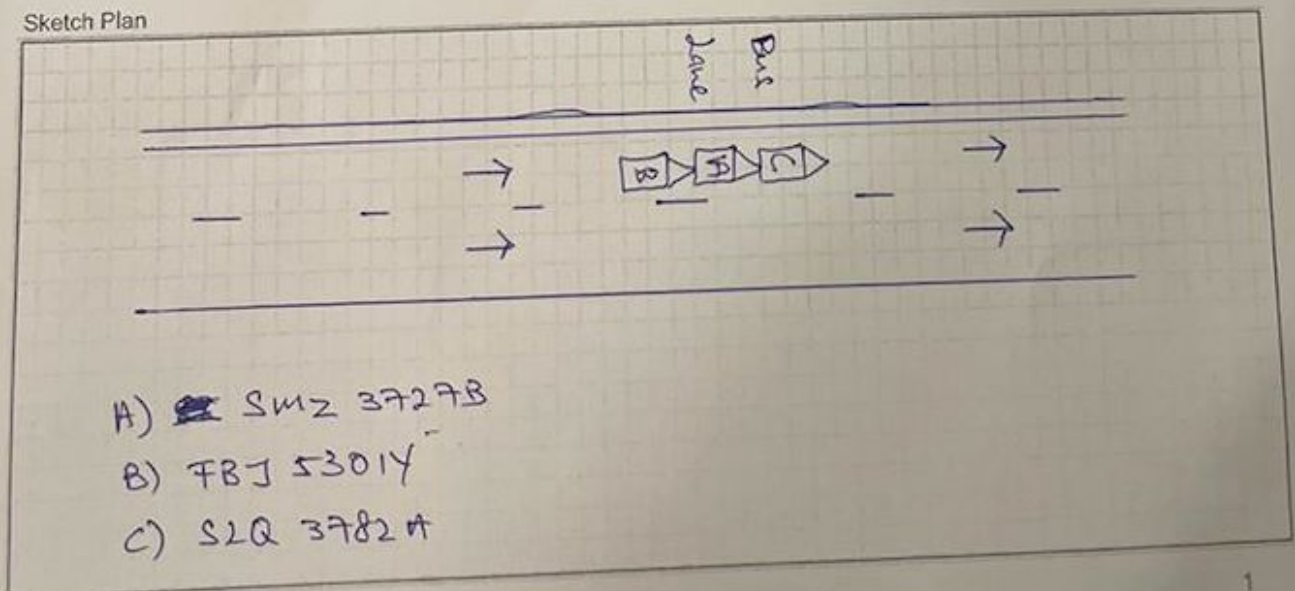 Sketch Plan
Bus
Lane
B A C
A) SMZ 3727B
B) FBJ 5301Y
C) SLQ 3782A
1